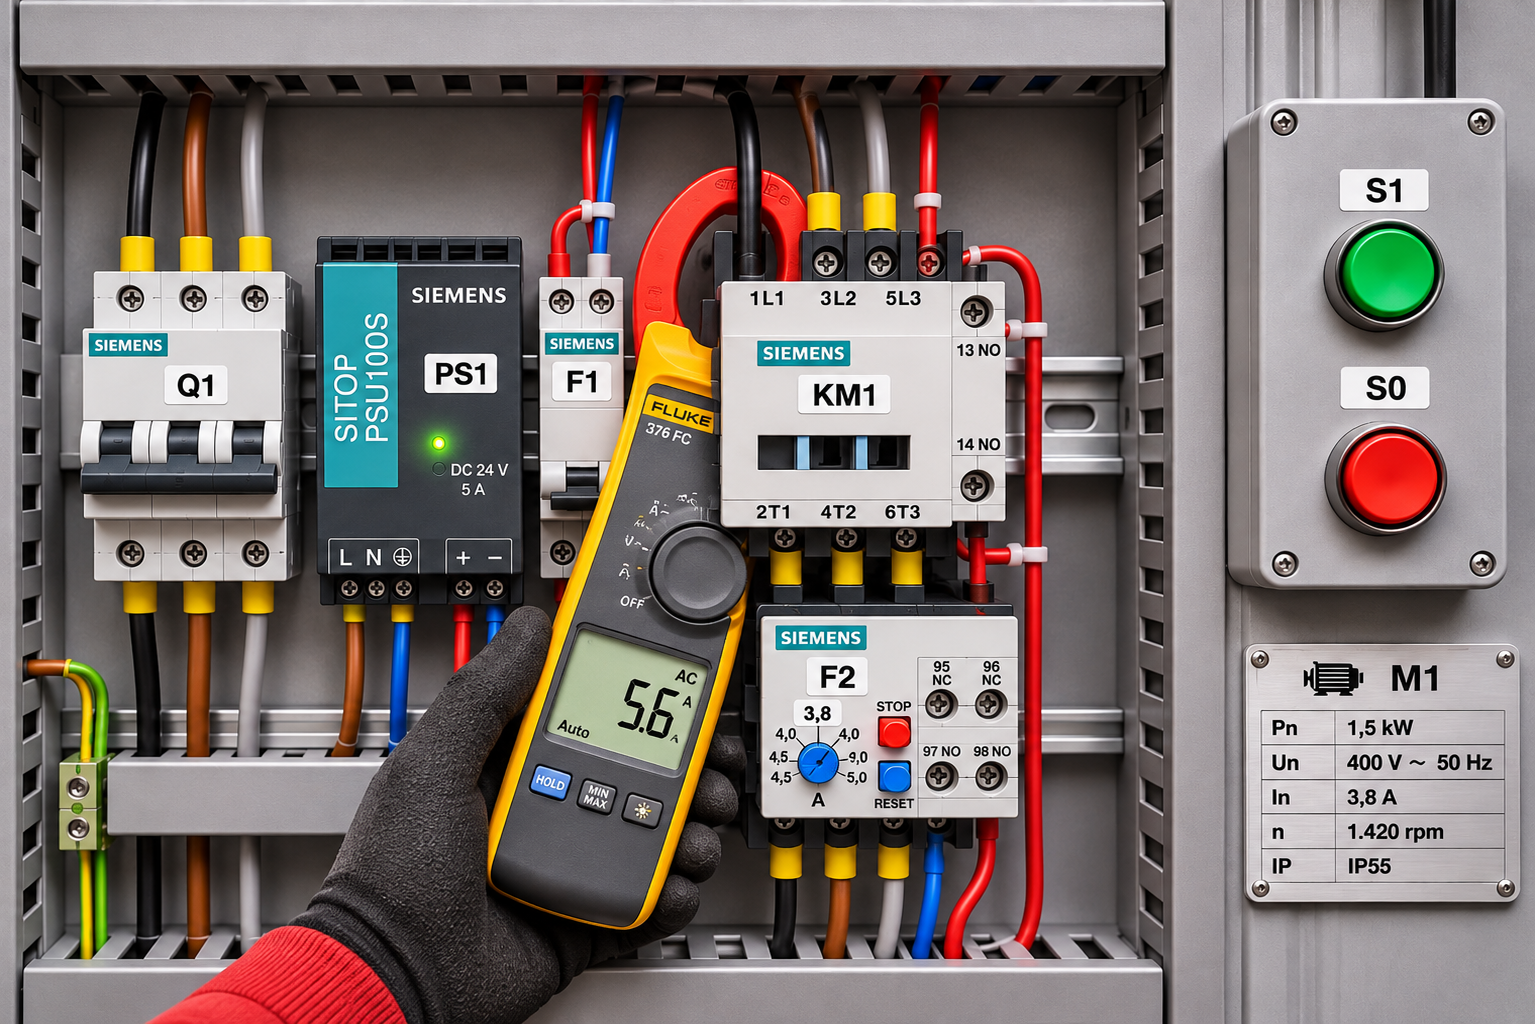 SIEMENS
Q1
SITOP
PSU100S
SIEMENS
PS1
DC 24 V
5 A
L N
+ −
SIEMENS
F1
FLUKE
376 FC
OFF
AC
5.6 A
Auto
HOLD
MIN
MAX
1L1 3L2 5L3
SIEMENS
KM1
13 NO
14 NO
2T1 4T2 6T3
SIEMENS
F2
95
NC
96
NC
3,8
STOP
4,0 4,0
4,5 9,0
4,5 5,0
A
RESET
97 NO 98 NO
S1
S0
M1
Pn 1,5 kW
Un 400 V ~ 50 Hz
In 3,8 A
n 1.420 rpm
IP IP55